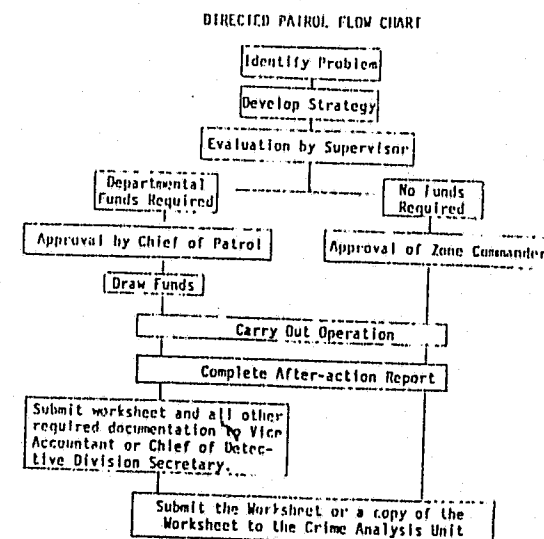 DIRECTED PATROL FLOW CHART
Identify Problem
Develop Strategy
Evaluation by Supervisor
Departmental
Funds Required
No Funds
Required
Approval by Chief of Patrol
Approval of Zone Commander
Draw Funds
Carry Out Operation
Complete After-action Report
Submit worksheet and all other
required documentation to Vice
Accountant or Chief of Detec-
tive Division Secretary.
Submit the Worksheet or a copy of the
Worksheet to the Crime Analysis Unit